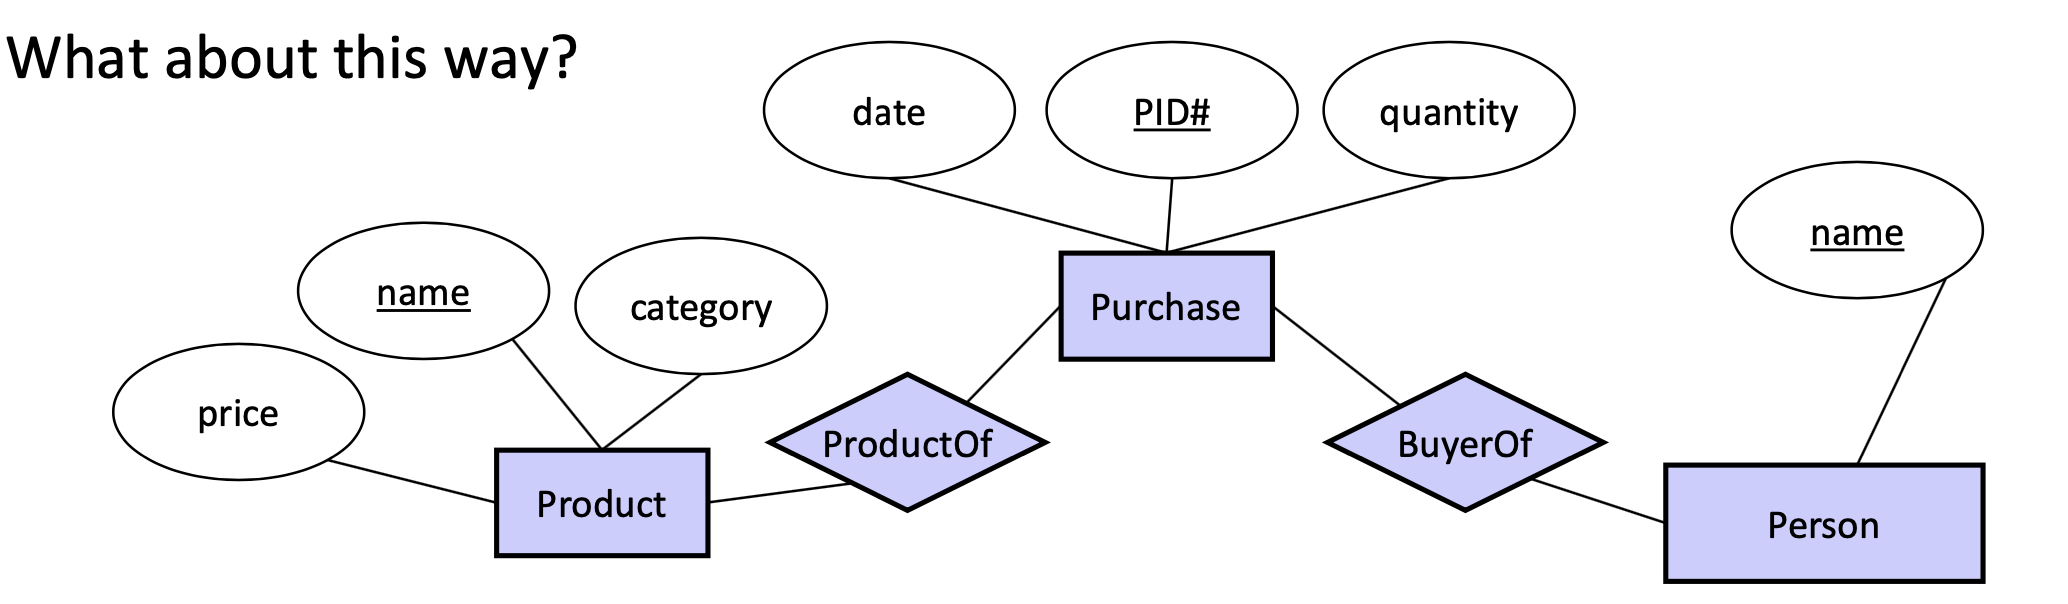 What about this way?
date
PID#
quantity
name
name
category
price
Purchase
ProductOf
BuyerOf
Product
Person